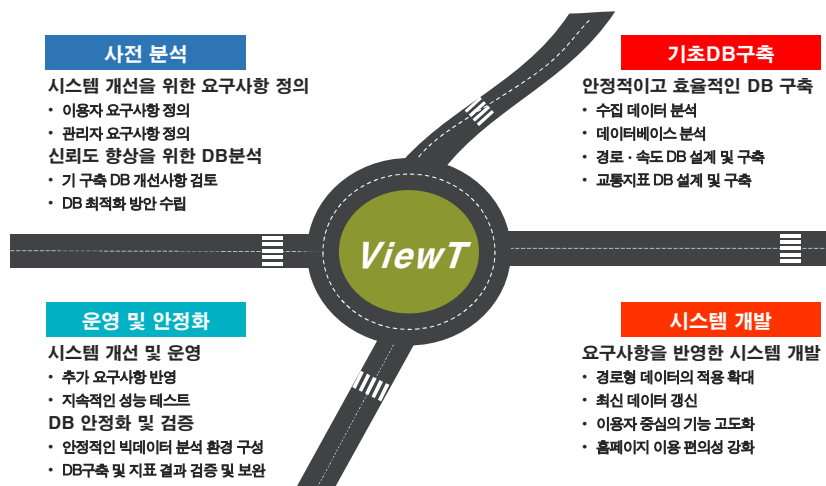 사전 분석
시스템 개선을 위한 요구사항 정의
• 이용자 요구사항 정의
• 관리자 요구사항 정의
신뢰도 향상을 위한 DB분석
• 기 구축 DB 개선사항 검토
• DB 최적화 방안 수립
기초DB구축
안정적이고 효율적인 DB 구축
• 수집 데이터 분석
• 데이터베이스 분석
• 경로 · 속도 DB 설계 및 구축
• 교통지표 DB 설계 및 구축
ViewT
운영 및 안정화
시스템 개선 및 운영
• 추가 요구사항 반영
• 지속적인 성능 테스트
DB 안정화 및 검증
• 안정적인 빅데이터 분석 환경 구성
• DB구축 및 지표 결과 검증 및 보완
시스템 개발
요구사항을 반영한 시스템 개발
• 경로형 데이터의 적용 확대
• 최신 데이터 갱신
• 이용자 중심의 기능 고도화
• 홈페이지 이용 편의성 강화